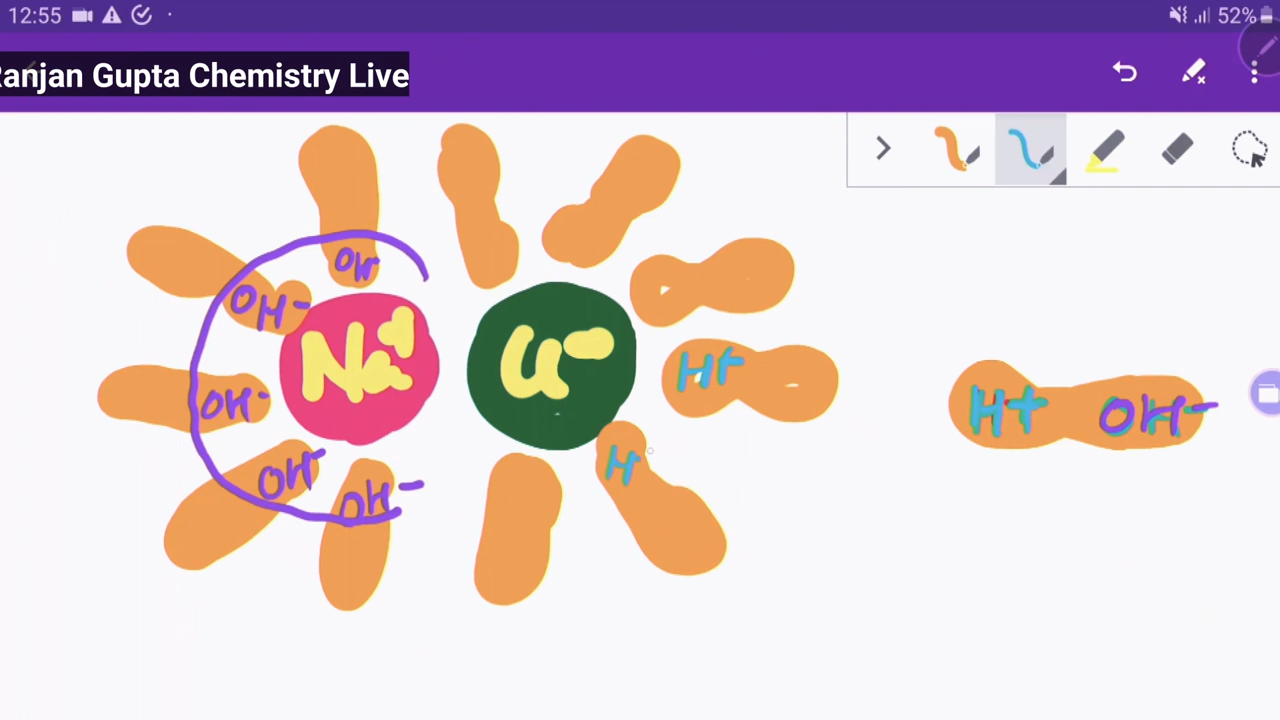 12:55 52%
Ranjan Gupta Chemistry Live
OH
OH-
Na+
Cl-
H+
OH-
H+ OH-
H
OH-
OH-